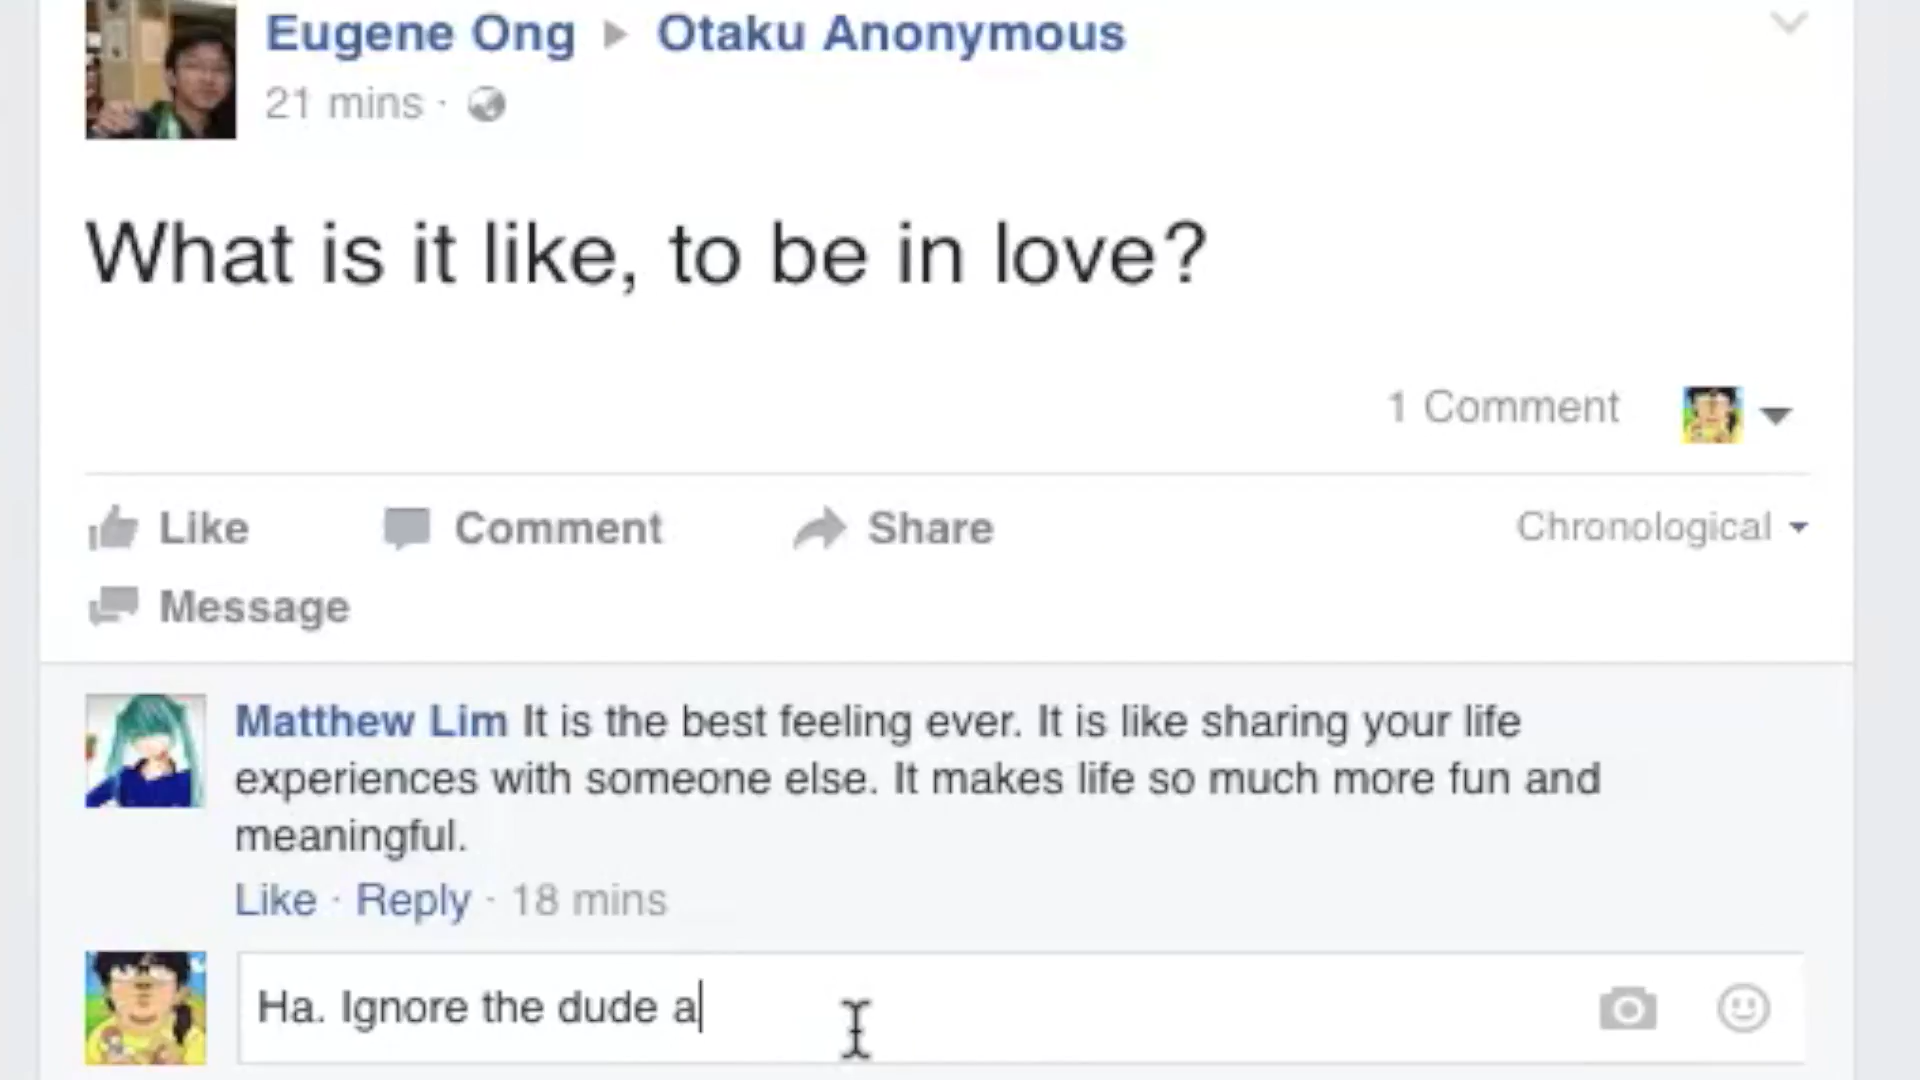 Eugene Ong Otaku Anonymous
21 mins ·
What is it like, to be in love?
1 Comment
Like Comment Share Chronological
Message
Matthew Lim It is the best feeling ever. It is like sharing your life
experiences with someone else. It makes life so much more fun and
meaningful.
Like · Reply · 18 mins
Ha. Ignore the dude a